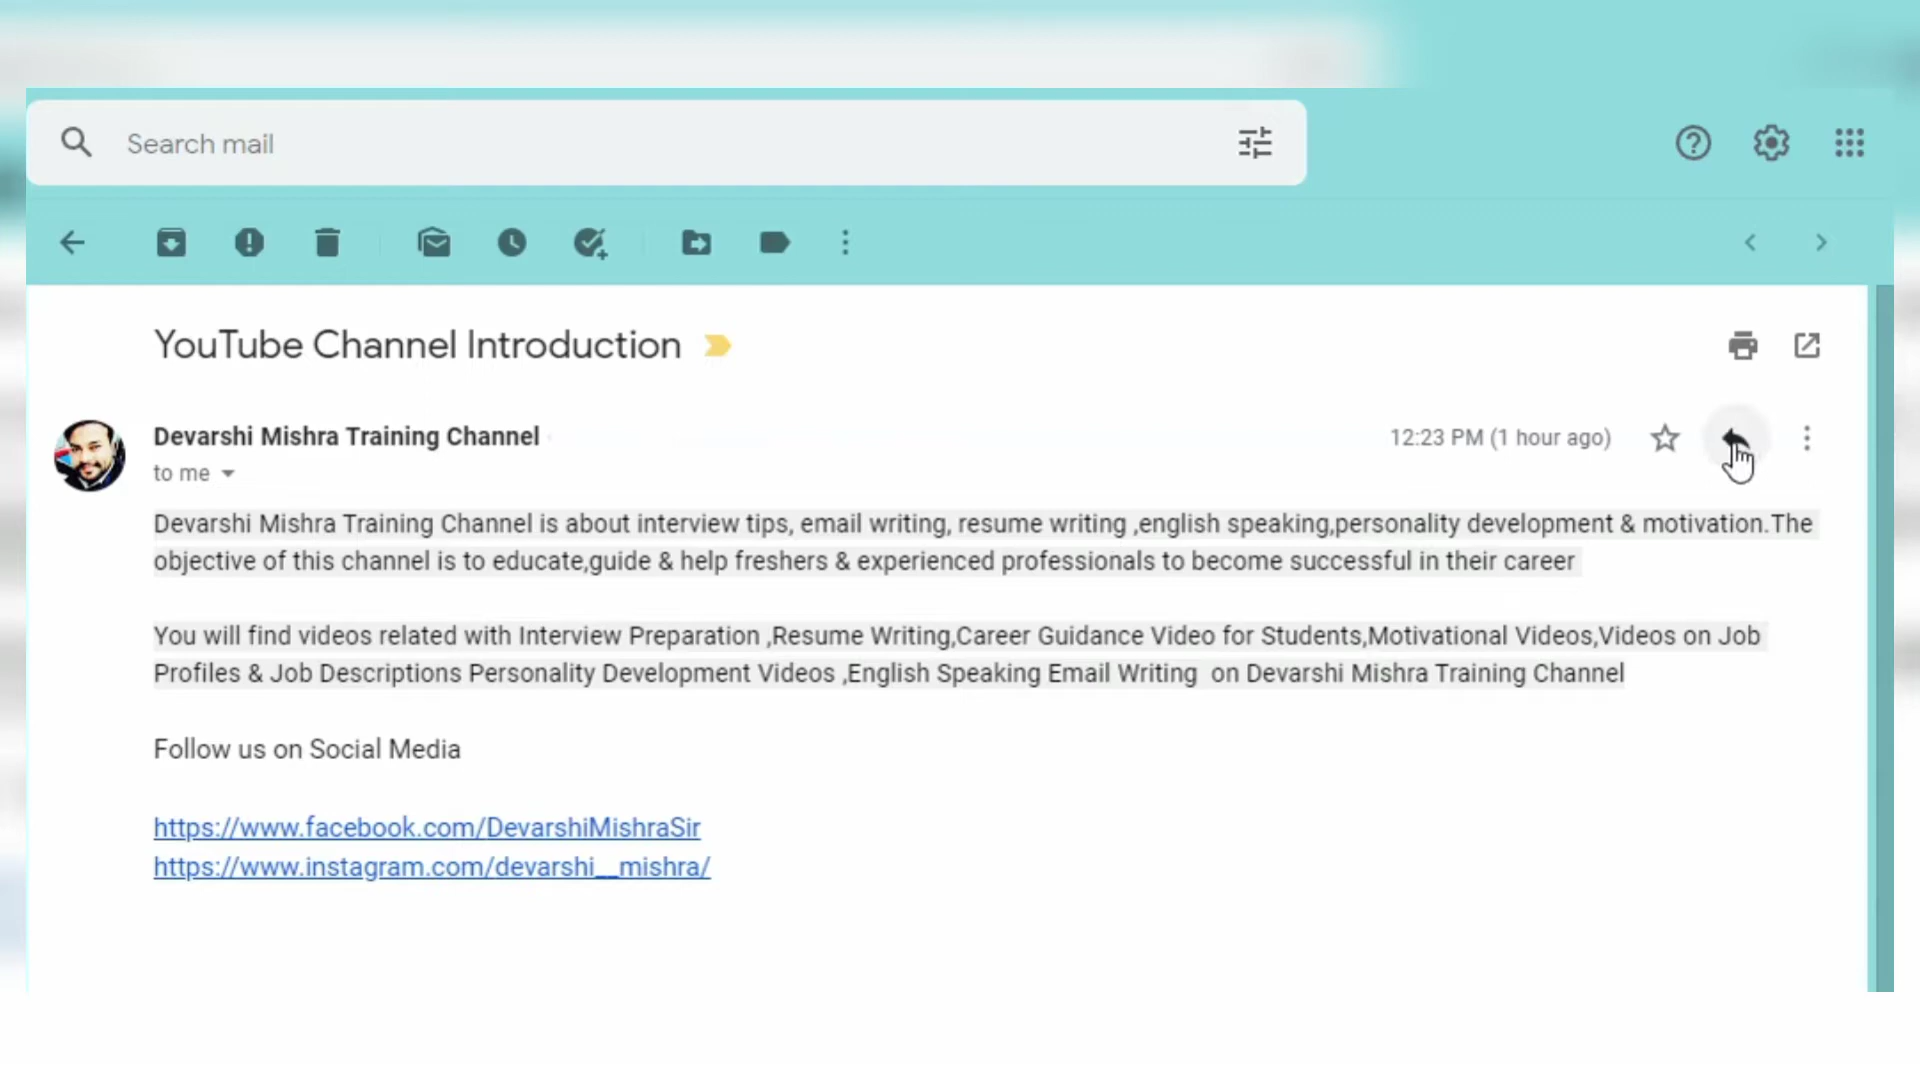 Search mail
YouTube Channel Introduction
Devarshi Mishra Training Channel
12:23 PM (1 hour ago)
to me
Devarshi Mishra Training Channel is about interview tips, email writing, resume writing ,english speaking,personality development & motivation.The
objective of this channel is to educate,guide & help freshers & experienced professionals to become successful in their career
You will find videos related with Interview Preparation ,Resume Writing,Career Guidance Video for Students,Motivational Videos,Videos on Job
Profiles & Job Descriptions Personality Development Videos ,English Speaking Email Writing  on Devarshi Mishra Training Channel
Follow us on Social Media
https://www.facebook.com/DevarshiMishraSir
https://www.instagram.com/devarshi__mishra/